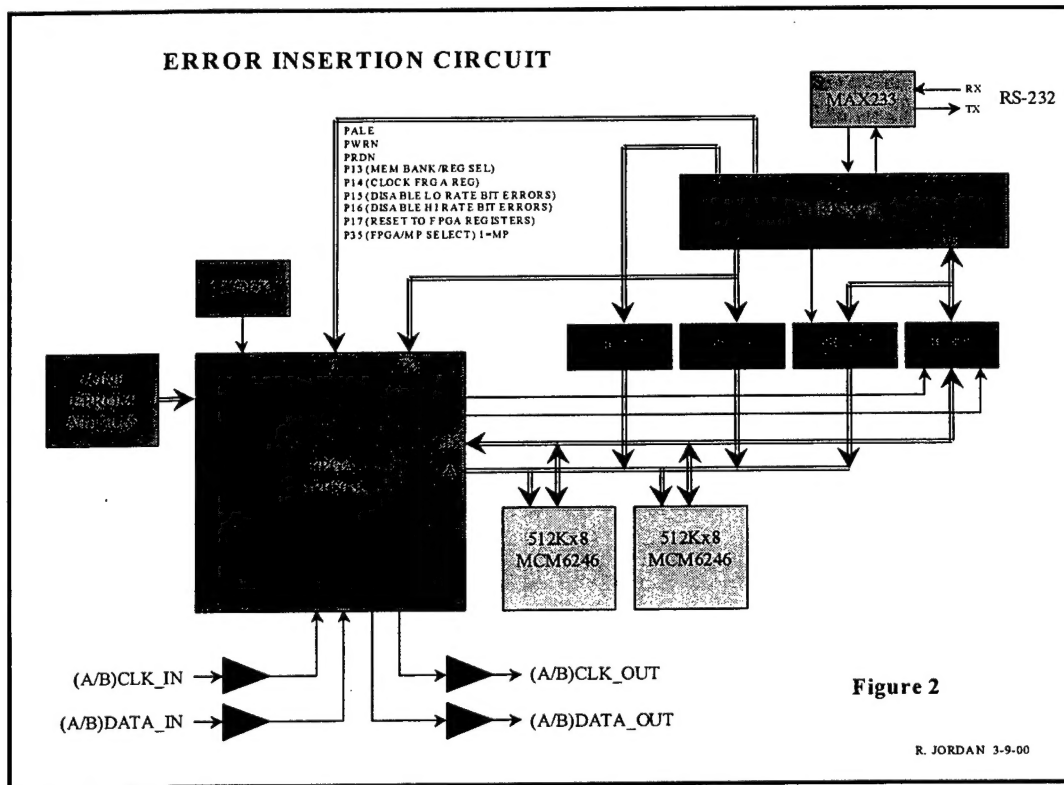 ERROR INSERTION CIRCUIT
MAX233
RX
TX
RS-232
PALE
PWRN
PRDN
P13 (MEM BANK/REG SEL)
P14 (CLOCK FRGA REG)
P15 (DISABLE LO RATE BIT ERRORS)
P16 (DISABLE HI RATE BIT ERRORS)
P17 (RESET TO FPGA REGISTERS)
P35 (FPGA/MP SELECT) 1=MP
512Kx8
MCM6246
512Kx8
MCM6246
(A/B)CLK_IN
(A/B)CLK_OUT
(A/B)DATA_IN
(A/B)DATA_OUT
Figure 2
R. JORDAN 3-9-00